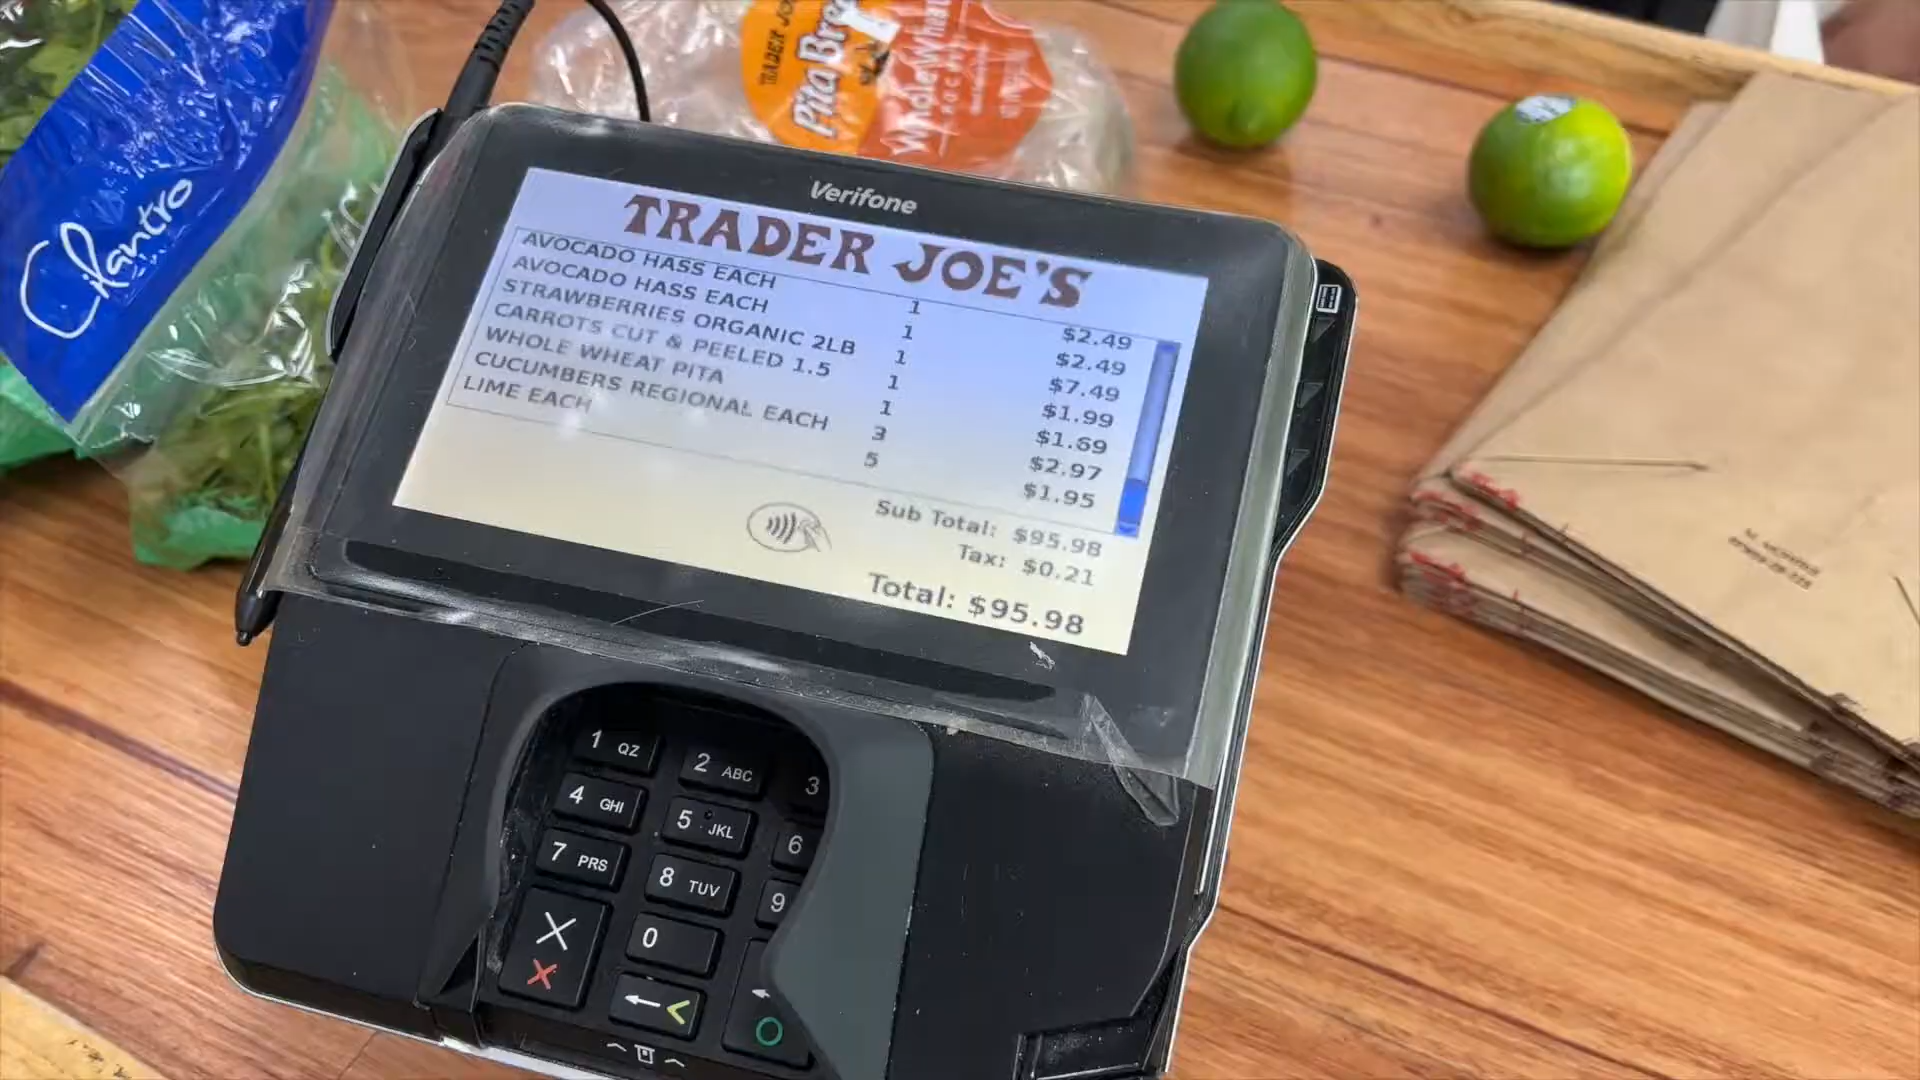 Cilantro
TRADER JOE'S
Pita Bread
Whole Wheat
Verifone
TRADER JOE'S
AVOCADO HASS EACH 1 $2.49
AVOCADO HASS EACH 1 $2.49
STRAWBERRIES ORGANIC 2LB 1 $7.49
CARROTS CUT & PEELED 1.5 1 $1.99
WHOLE WHEAT PITA 1 $1.69
CUCUMBERS REGIONAL EACH 3 $2.97
LIME EACH 5 $1.95
Sub Total: $95.98
Tax: $0.21
Total: $95.98
1 QZ 2 ABC 3
4 GHI 5 JKL 6
7 PRS 8 TUV 9
0